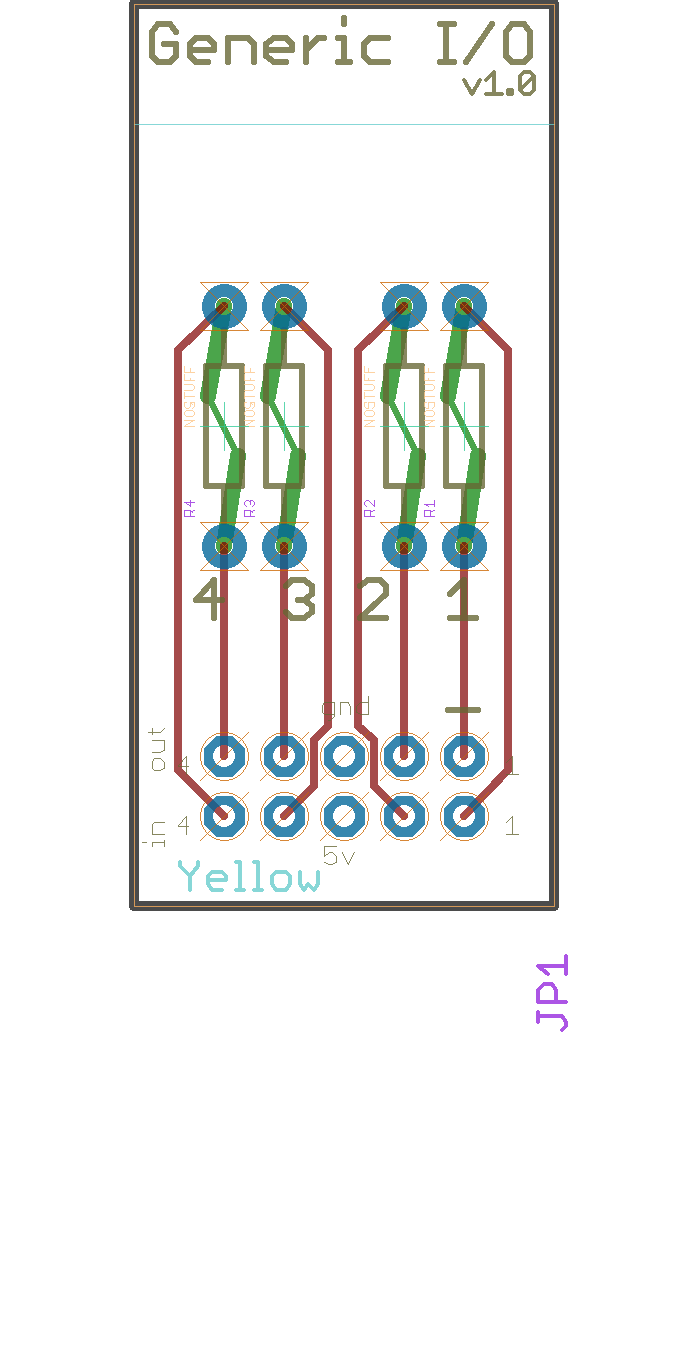 Generic I/O
v1.0
NOSTUFF NOSTUFF NOSTUFF NOSTUFF
R4 R3 R2 R1
4 3 2 1
gnd
out 4 1
in 4 1
5v
Yellow
JP1